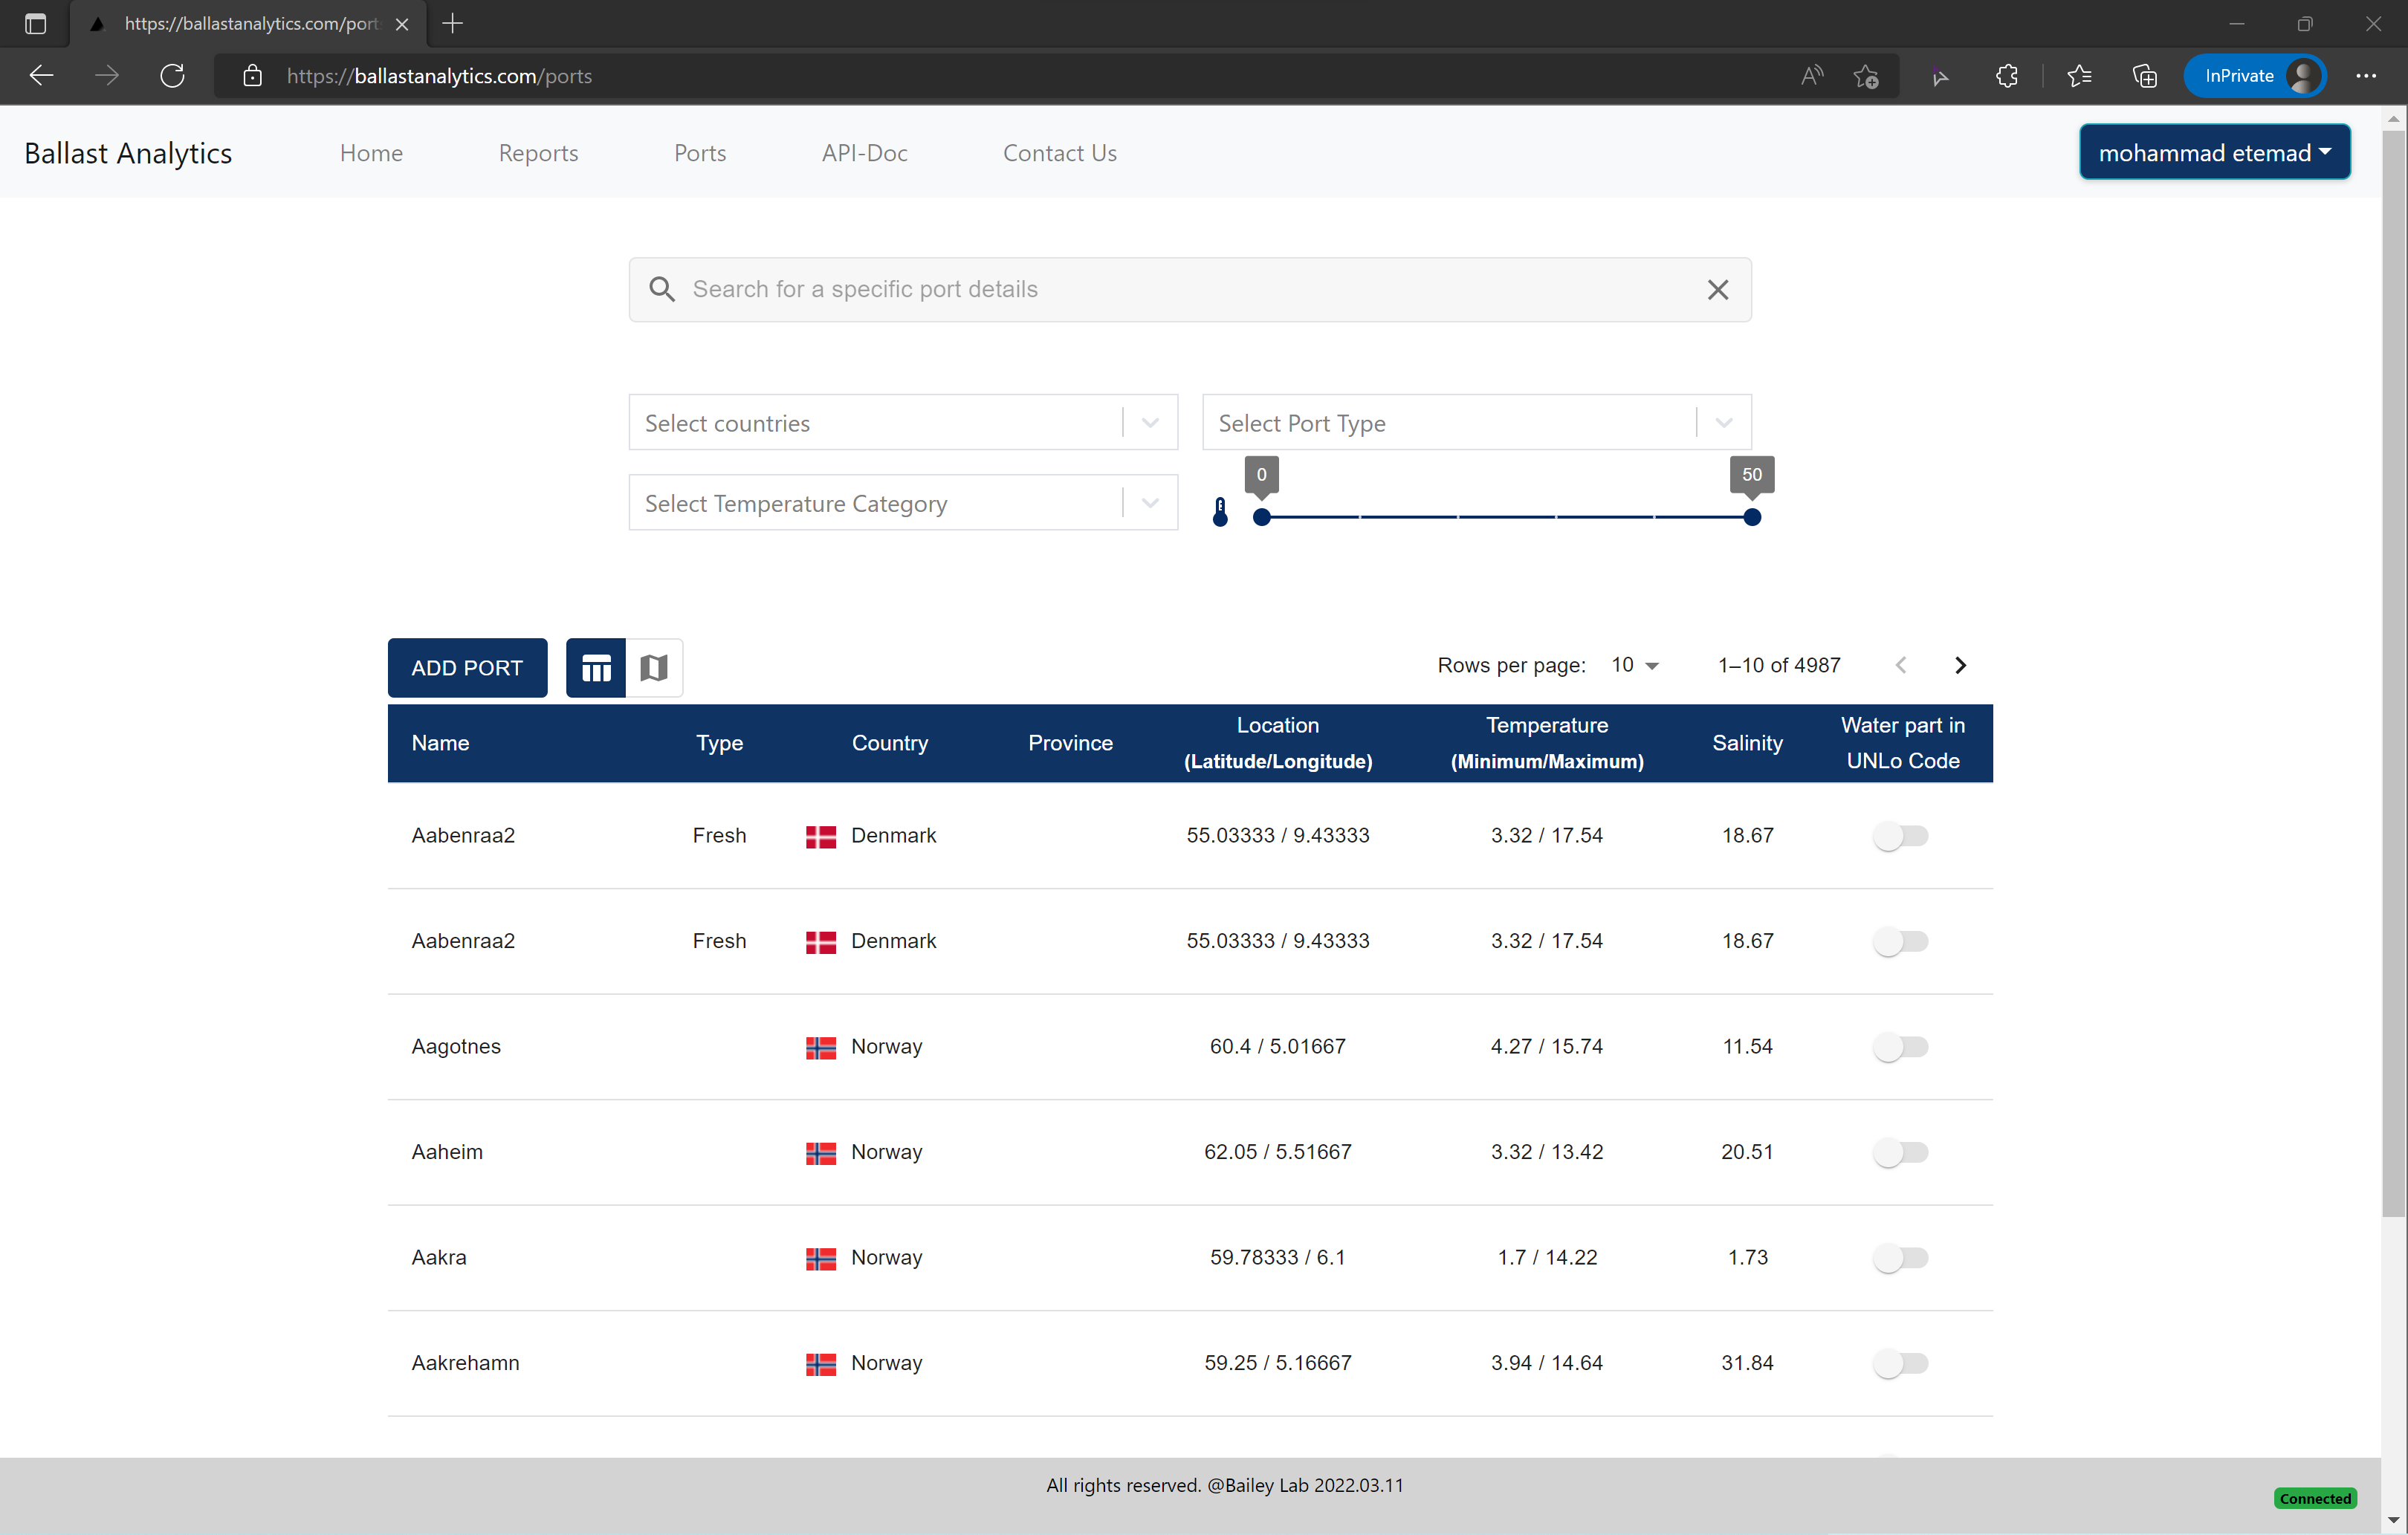 https://ballastanalytics.com/port
https://ballastanalytics.com/ports
InPrivate
Ballast Analytics Home Reports Ports API-Doc Contact Us mohammad etemad
Search for a specific port details
Select countries Select Port Type
0 50
Select Temperature Category
ADD PORT Rows per page: 10 1–10 of 4987
Name Type Country Province Location (Latitude/Longitude) Temperature (Minimum/Maximum) Salinity Water part in UNLo Code
Aabenraa2 Fresh Denmark 55.03333 / 9.43333 3.32 / 17.54 18.67
Aabenraa2 Fresh Denmark 55.03333 / 9.43333 3.32 / 17.54 18.67
Aagotnes Norway 60.4 / 5.01667 4.27 / 15.74 11.54
Aaheim Norway 62.05 / 5.51667 3.32 / 13.42 20.51
Aakra Norway 59.78333 / 6.1 1.7 / 14.22 1.73
Aakrehamn Norway 59.25 / 5.16667 3.94 / 14.64 31.84
All rights reserved. @Bailey Lab 2022.03.11
Connected